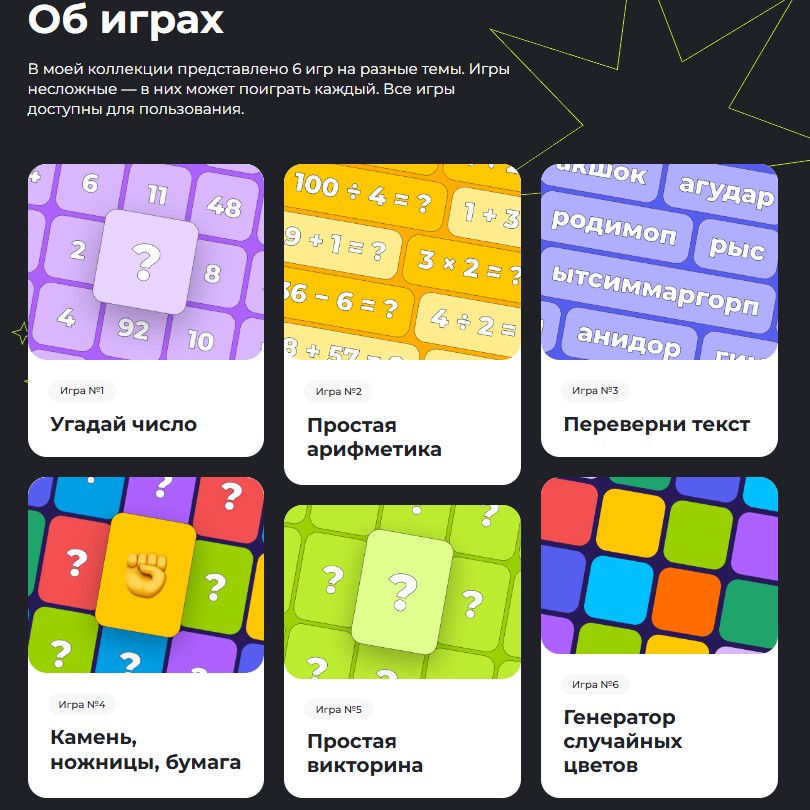 Об играх
В моей коллекции представлено 6 игр на разные темы. Игры
несложные — в них может поиграть каждый. Все игры
доступны для пользования.
6 11 48
2 ? 8
4 92 10
100 ÷ 4 = ?
1 + 3
9 + 1 = ?
3 × 2 = ?
36 − 6 = ?
4 ÷ 2 =
8 + 57 = ?
акшок
агудар
родимоп
рыс
ытсиммаргорп
анидор
Игра №1
Угадай число
Игра №2
Простая
арифметика
Игра №3
Переверни текст
? ? ?
? ?
? ? ?
? ?
? ? ?
?
Игра №4
Камень,
ножницы, бумага
Игра №5
Простая
викторина
Игра №6
Генератор
случайных
цветов